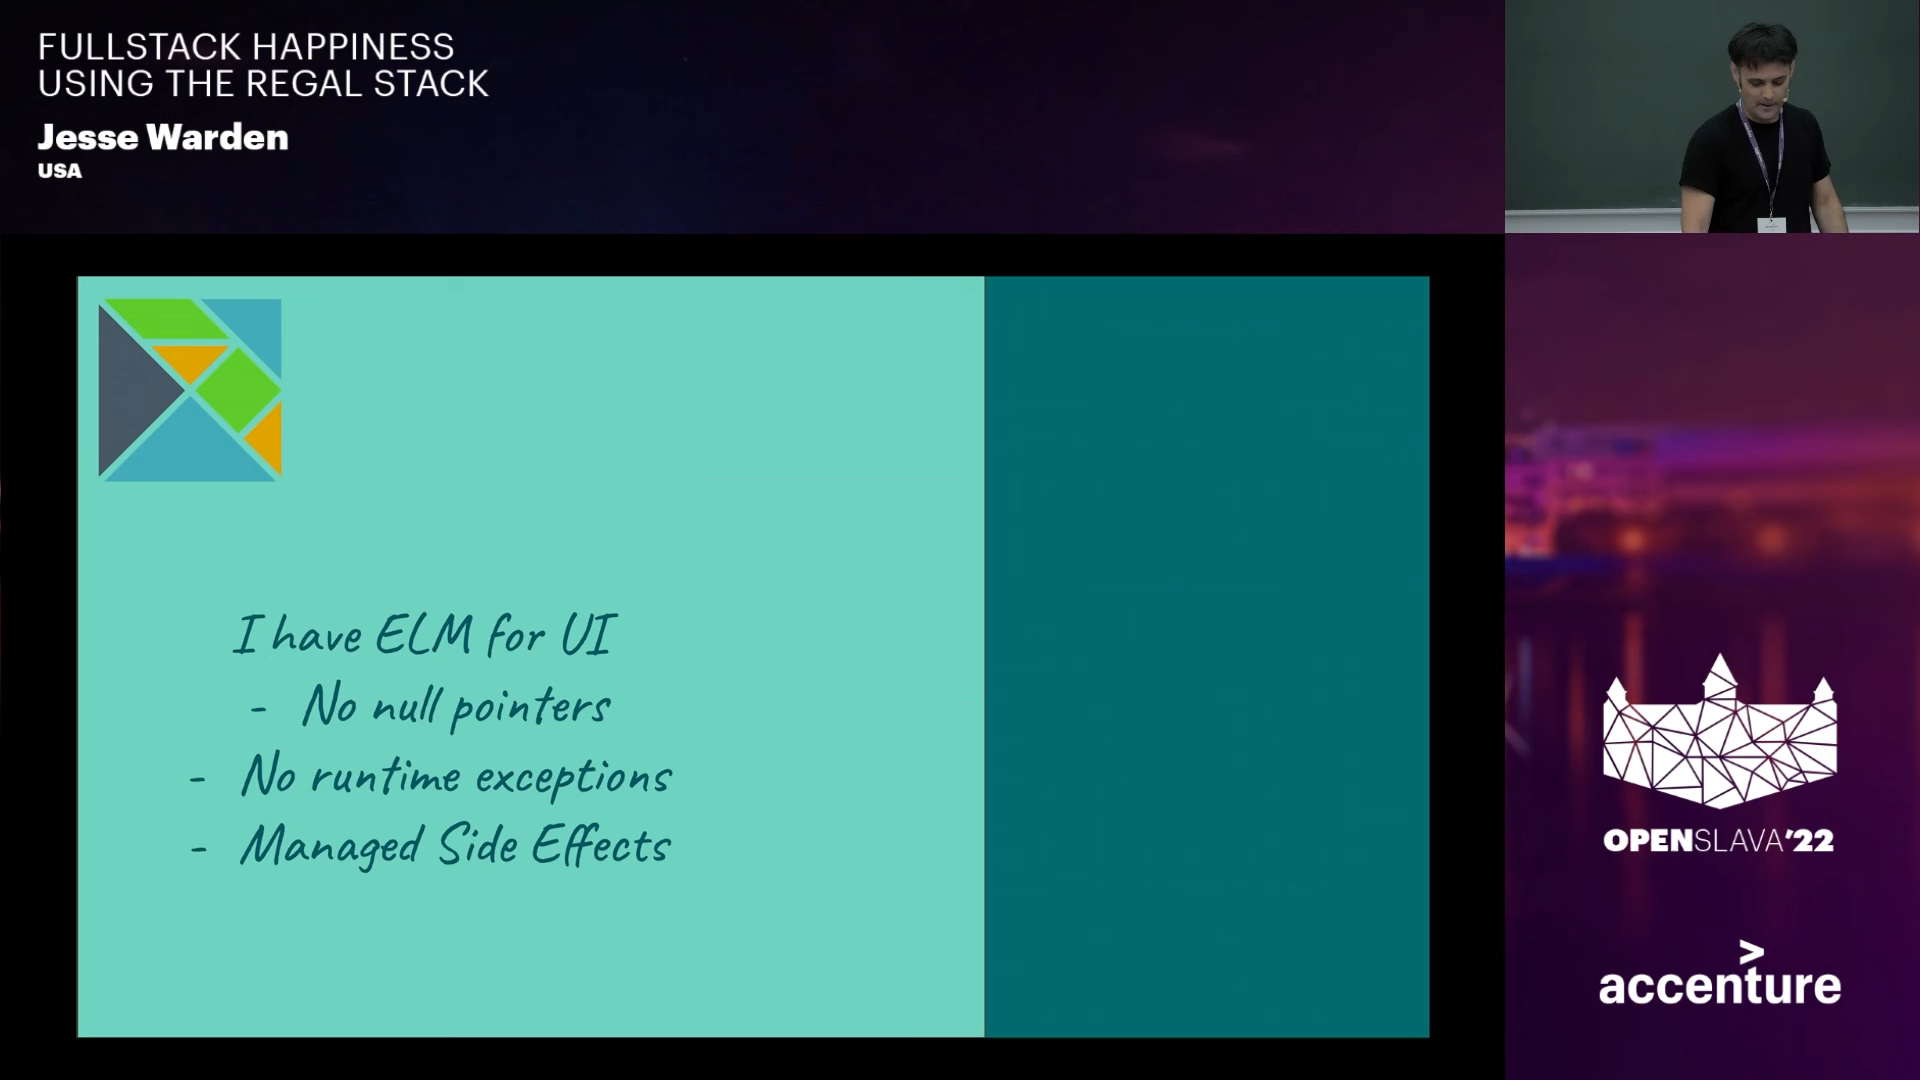 FULLSTACK HAPPINESS
USING THE REGAL STACK
Jesse Warden
USA
I have ELM for UI
- No null pointers
- No runtime exceptions
- Managed Side Effects
OPENSLAVA'22
>
accenture